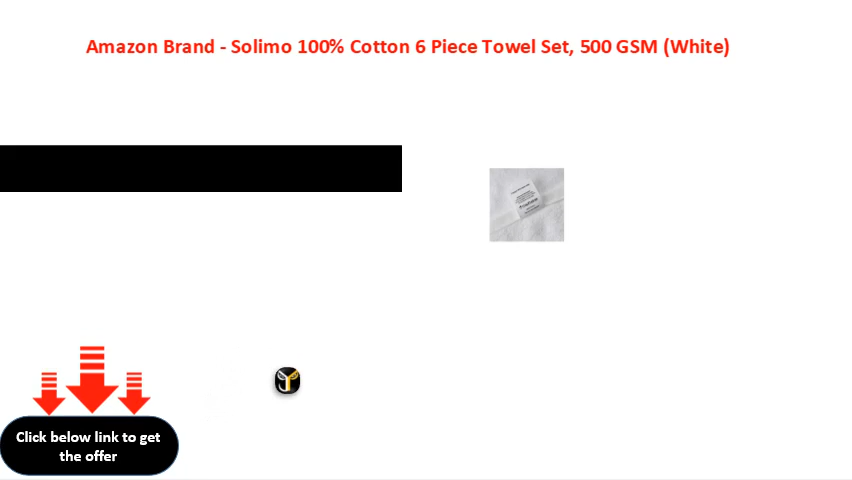 Amazon Brand - Solimo 100% Cotton 6 Piece Towel Set, 500 GSM (White)
Click below link to get
the offer